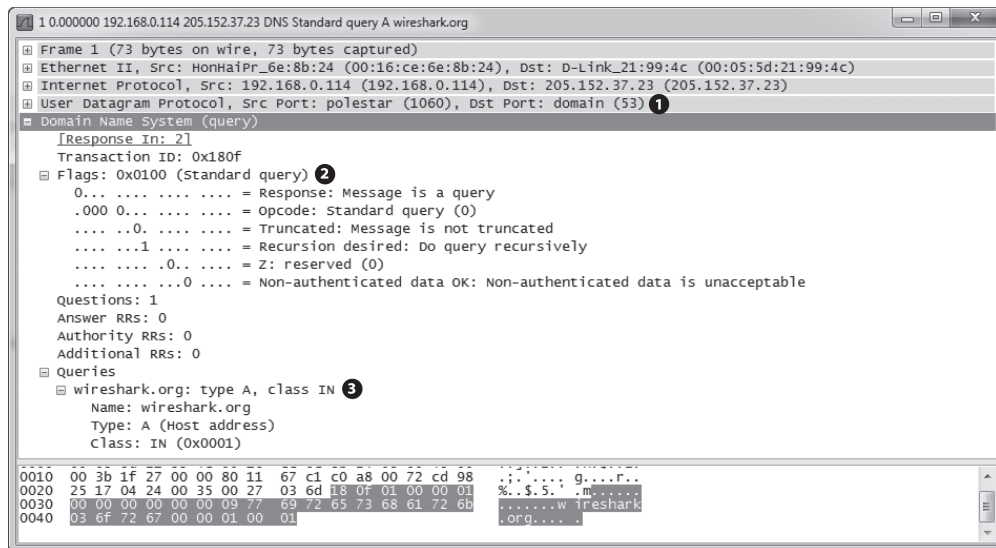 1 0.000000 192.168.0.114 205.152.37.23 DNS Standard query A wireshark.org
Frame 1 (73 bytes on wire, 73 bytes captured)
Ethernet II, Src: HonHaiPr_6e:8b:24 (00:16:ce:6e:8b:24), Dst: D-Link_21:99:4c (00:05:5d:21:99:4c)
Internet Protocol, Src: 192.168.0.114 (192.168.0.114), Dst: 205.152.37.23 (205.152.37.23)
User Datagram Protocol, Src Port: polestar (1060), Dst Port: domain (53) 1
Domain Name System (query)
[Response In: 2]
Transaction ID: 0x180f
Flags: 0x0100 (Standard query) 2
0... .... .... .... = Response: Message is a query
.000 0... .... .... = Opcode: Standard query (0)
.... ..0. .... .... = Truncated: Message is not truncated
.... ...1 .... .... = Recursion desired: Do query recursively
.... .... .0.. .... = Z: reserved (0)
.... .... ...0 .... = Non-authenticated data OK: Non-authenticated data is unacceptable
Questions: 1
Answer RRs: 0
Authority RRs: 0
Additional RRs: 0
Queries
wireshark.org: type A, class IN 3
Name: wireshark.org
Type: A (Host address)
Class: IN (0x0001)
0010 00 3b 1f 27 00 00 80 11 67 c1 c0 a8 00 72 cd 98 .;.'.... g....r..
0020 25 17 04 24 00 35 00 27 03 6d 18 0f 01 00 00 01 %..$.5.' .m......
0030 00 00 00 00 00 00 09 77 69 72 65 73 68 61 72 6b .......w ireshark
0040 03 6f 72 67 00 00 01 00 01 .org.... .